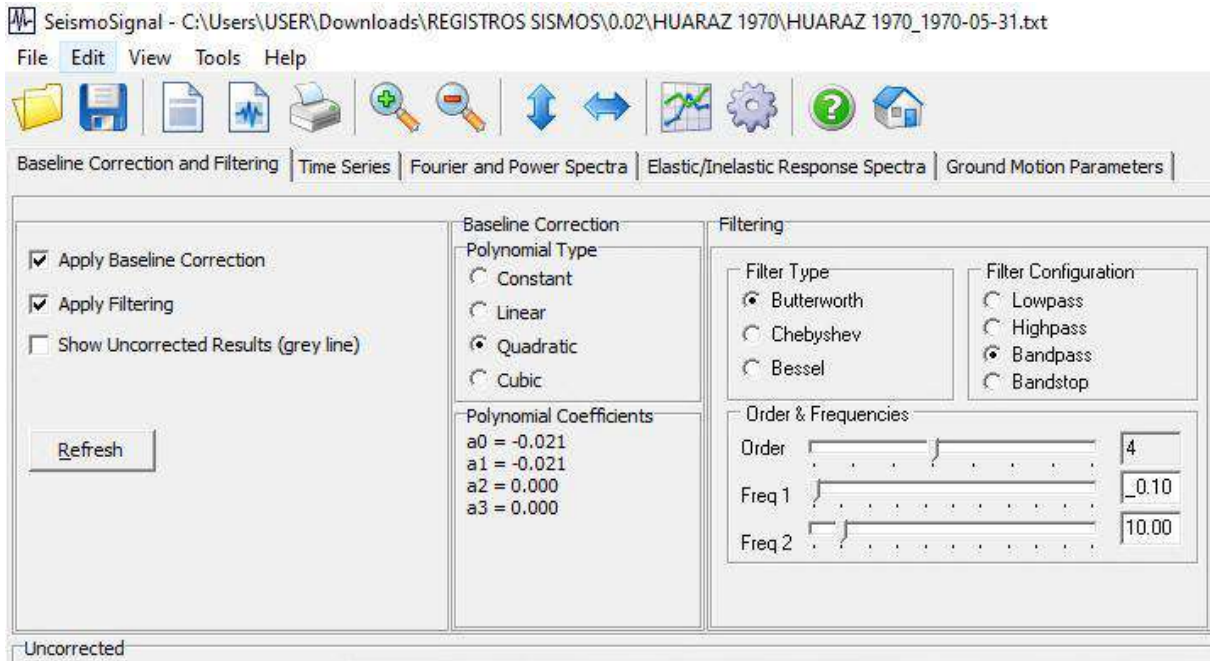 SeismoSignal - C:\Users\USER\Downloads\REGISTROS SISMOS\0.02\HUARAZ 1970\HUARAZ 1970_1970-05-31.txt
File Edit View Tools Help
Baseline Correction and Filtering Time Series Fourier and Power Spectra Elastic/Inelastic Response Spectra Ground Motion Parameters
Apply Baseline Correction
Apply Filtering
Show Uncorrected Results (grey line)
Refresh
Baseline Correction
Polynomial Type
Constant
Linear
Quadratic
Cubic
Polynomial Coefficients
a0 = -0.021
a1 = -0.021
a2 = 0.000
a3 = 0.000
Filtering
Filter Type
Butterworth
Chebyshev
Bessel
Filter Configuration
Lowpass
Highpass
Bandpass
Bandstop
Order & Frequencies
Order 4
Freq 1 _0.10
Freq 2 10.00
Uncorrected